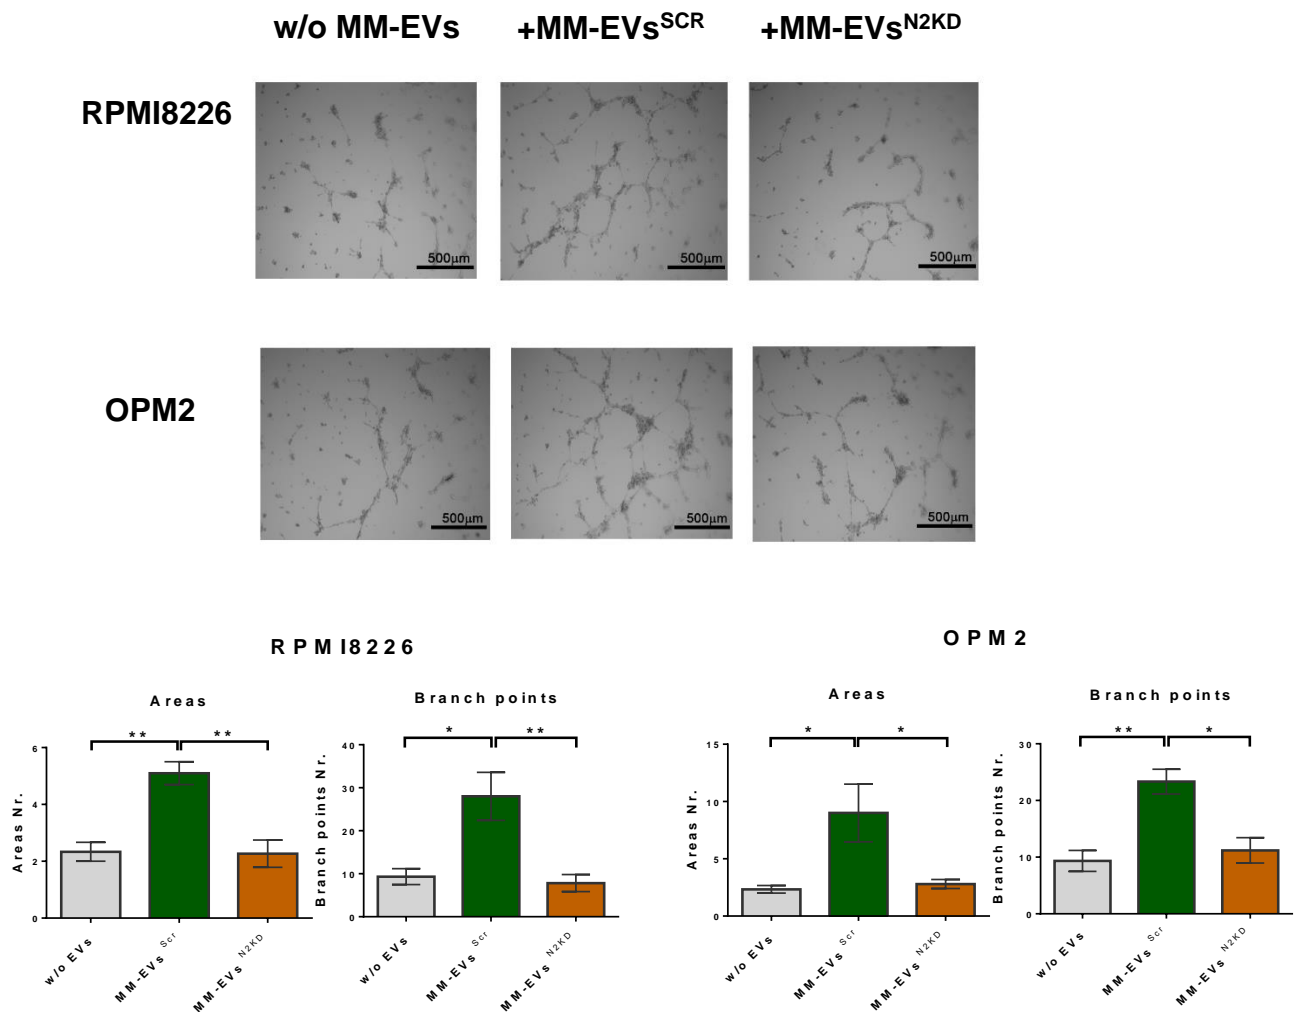 w/o MM-EVs +MM-EVsSCR +MM-EVsN2KD
RPMI8226
500µm 500µm 500µm
OPM2
500µm 500µm 500µm
RPMI8226
OPM2
Areas
Areas Nr.
6
4
2
0
** **
w/o EVs
MM-EVs Scr
MM-EVs N2KD
Branch points
Branch points Nr.
40
30
20
10
0
* **
w/o EVs
MM-EVs Scr
MM-EVs N2KD
Areas
Areas Nr.
15
10
5
0
* *
w/o EVs
MM-EVs Scr
MM-EVs N2KD
Branch points
Branch points Nr.
30
20
10
0
** *
w/o EVs
MM-EVs Scr
MM-EVs N2KD